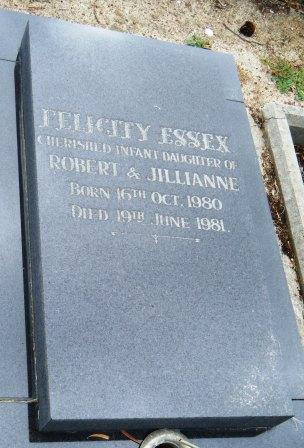 FELICITY ESSEX
CHERISHED INFANT DAUGHTER OF
ROBERT & JILLIANNE
BORN 16TH OCT. 1980
DIED 19TH JUNE 1981.